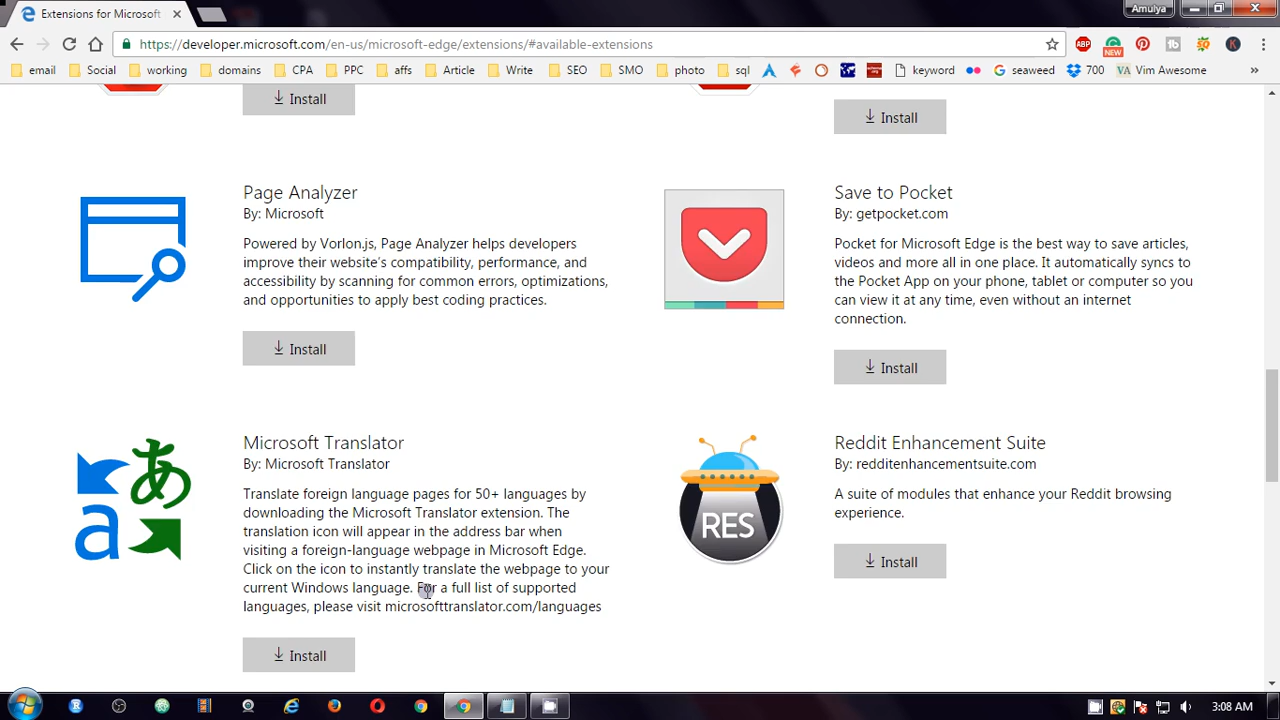 Extensions for Microsoft
Amulya
https://developer.microsoft.com/en-us/microsoft-edge/extensions/#available-extensions
ABP
NEW
email Social working domains CPA PPC affs Article Write SEO SMO photo sql keyword seaweed 700 VA Vim Awesome »
Install
Install
Page Analyzer
By: Microsoft
Powered by Vorlon.js, Page Analyzer helps developers
improve their website's compatibility, performance, and
accessibility by scanning for common errors, optimizations,
and opportunities to apply best coding practices.
Install
Save to Pocket
By: getpocket.com
Pocket for Microsoft Edge is the best way to save articles,
videos and more all in one place. It automatically syncs to
the Pocket App on your phone, tablet or computer so you
can view it at any time, even without an internet
connection.
Install
あ
a
Microsoft Translator
By: Microsoft Translator
Translate foreign language pages for 50+ languages by
downloading the Microsoft Translator extension. The
translation icon will appear in the address bar when
visiting a foreign-language webpage in Microsoft Edge.
Click on the icon to instantly translate the webpage to your
current Windows language. For a full list of supported
languages, please visit microsofttranslator.com/languages
Install
RES
Reddit Enhancement Suite
By: redditenhancementsuite.com
A suite of modules that enhance your Reddit browsing
experience.
Install
3:08 AM